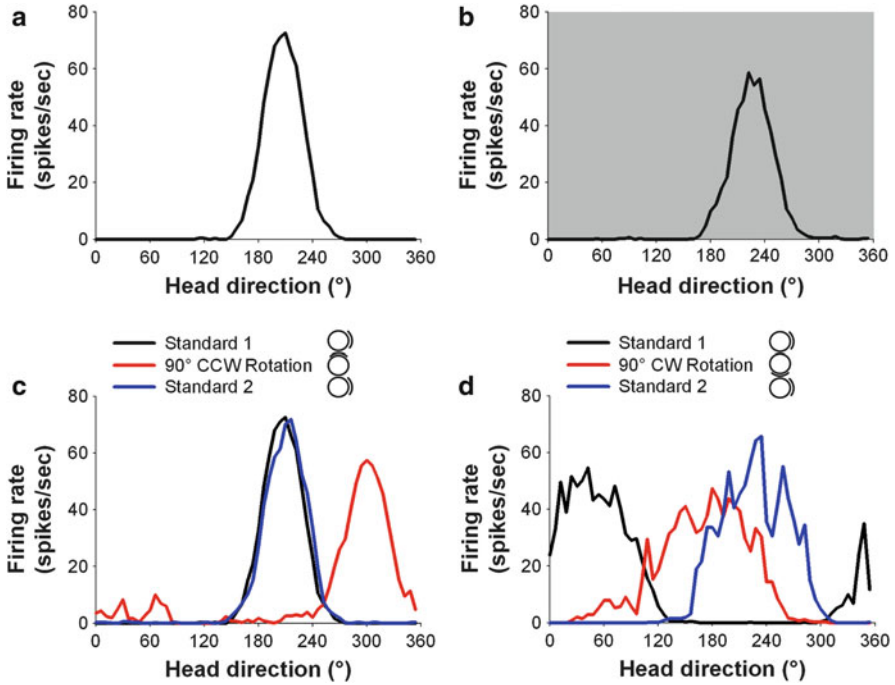 a
b
80
60
40
20
0
Firing rate
(spikes/sec)
0 60 120 180 240 300 360
Head direction (°)
80
60
40
20
0
Firing rate
(spikes/sec)
0 60 120 180 240 300 360
Head direction (°)
c
Standard 1
90° CCW Rotation
Standard 2
80
60
40
20
0
Firing rate
(spikes/sec)
0 60 120 180 240 300 360
Head direction (°)
d
Standard 1
90° CW Rotation
Standard 2
80
60
40
20
0
Firing rate
(spikes/sec)
0 60 120 180 240 300 360
Head direction (°)